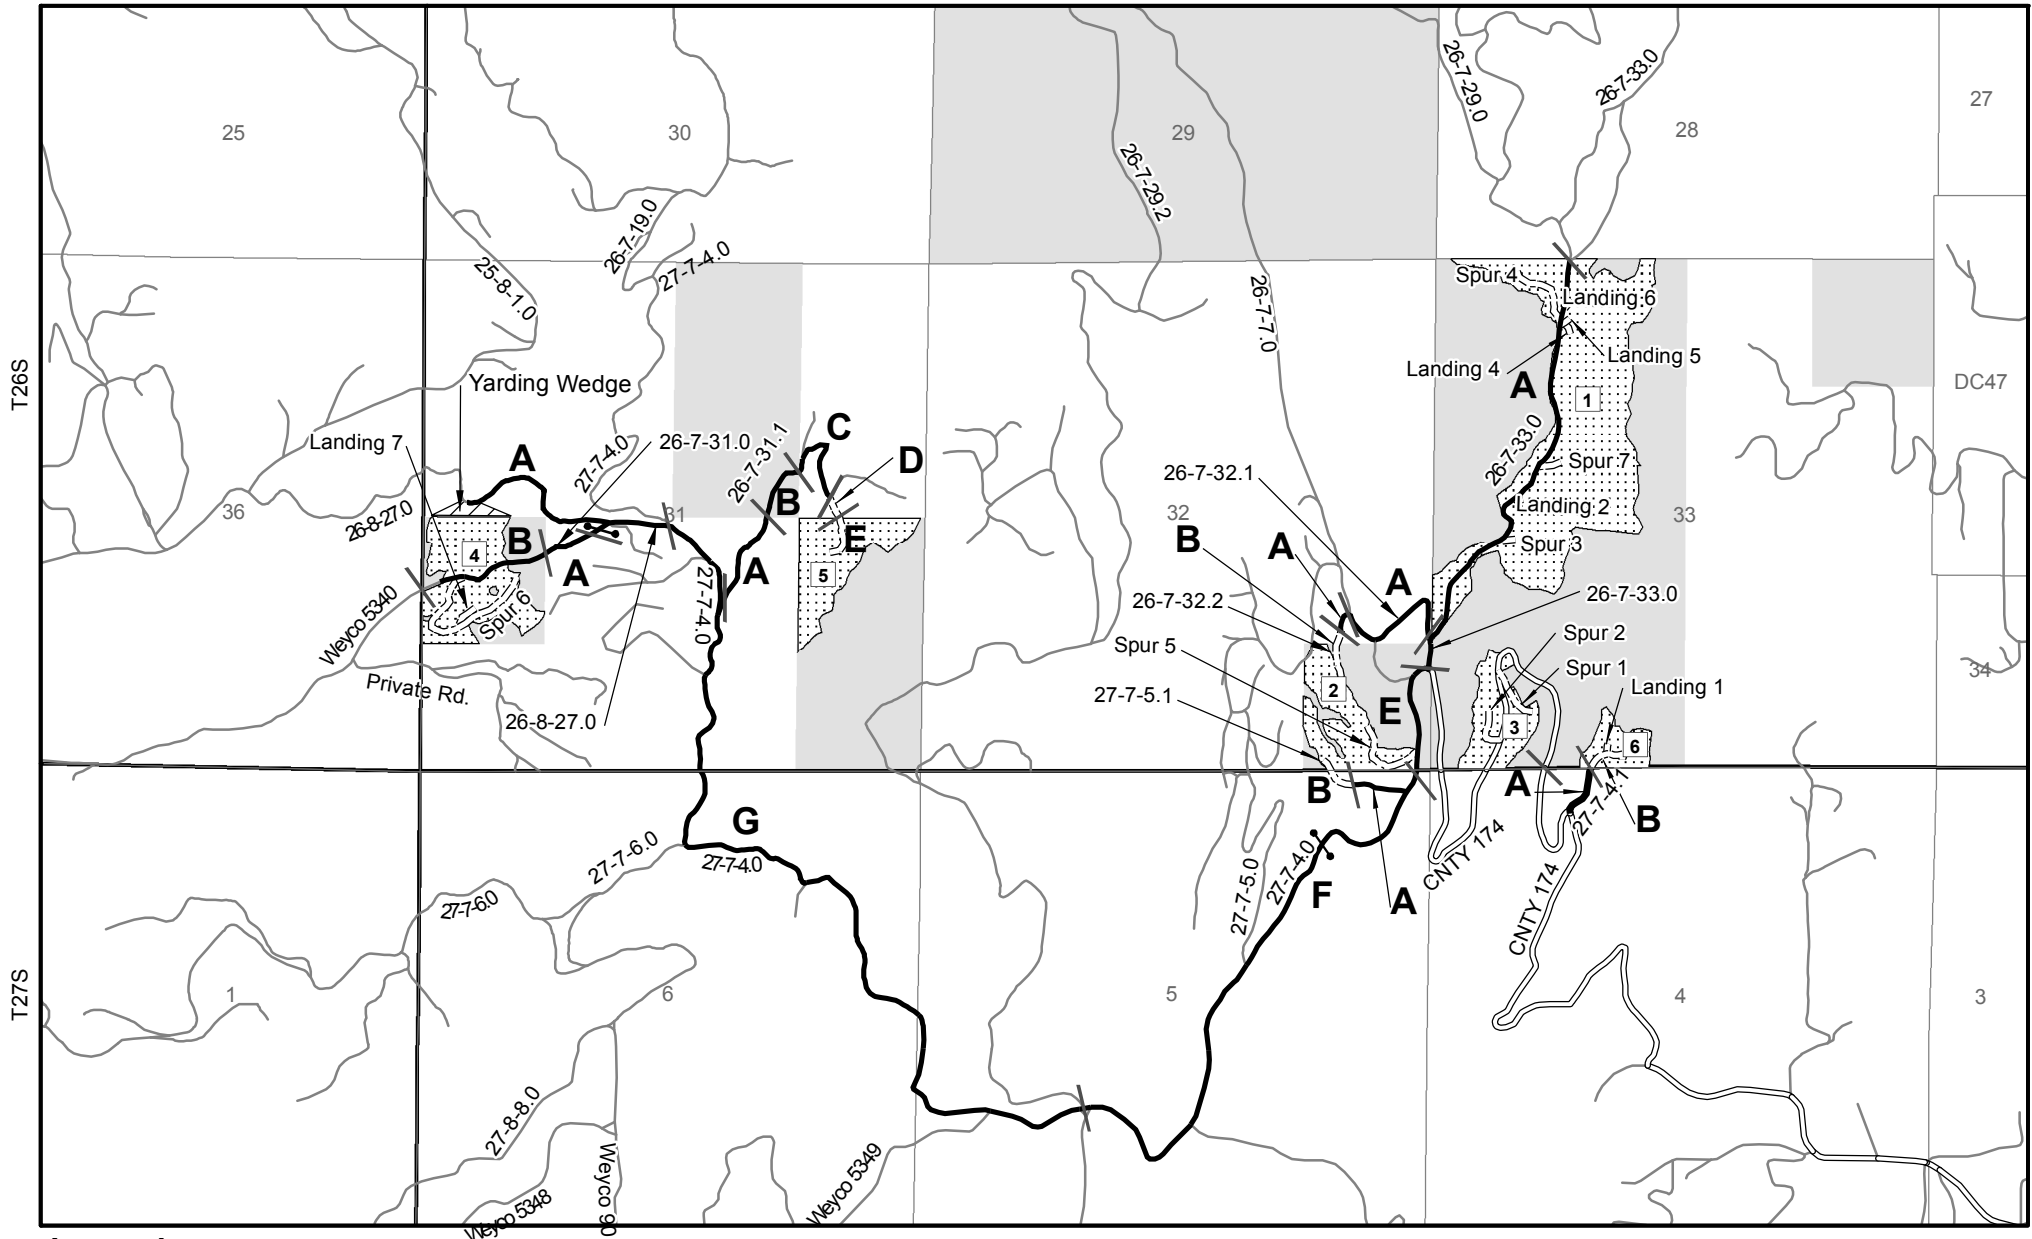 25
30
29
28
27
26-7-29.0
26-7-33.0
26-7-29.2
26-7-19.0
27-7-4.0
25-8-1.0
26-7-7.0
Spur 4
Landing 6
Landing 5
Landing 4
A
1
T26S
DC47
Yarding Wedge
Landing 7
A
27-7-4.0
26-7-31.0
26-7-31.1
C
D
B
26-7-32.1
26-7-33.0
Spur 7
Landing 2
Spur 3
36
26-8-27.0
31
32
33
B
4
A
A
E
5
B
A
A
26-7-33.0
26-7-32.2
Spur 2
Spur 5
Spur 1
Landing 1
34
Weyco 5340
Spur 6
27-7-4.0
Private Rd.
26-8-27.0
27-7-5.1
2
E
3
6
B
A
27-7-4.1
B
G
27-7-4.0
27-7-6.0
27-7-6.0
27-7-5.0
27-7-4.0
F
A
CNTY 174
CNTY 174
T27S
1
6
5
4
3
27-8-8.0
Weyco 5348
Weyco 90
Weyco 5349